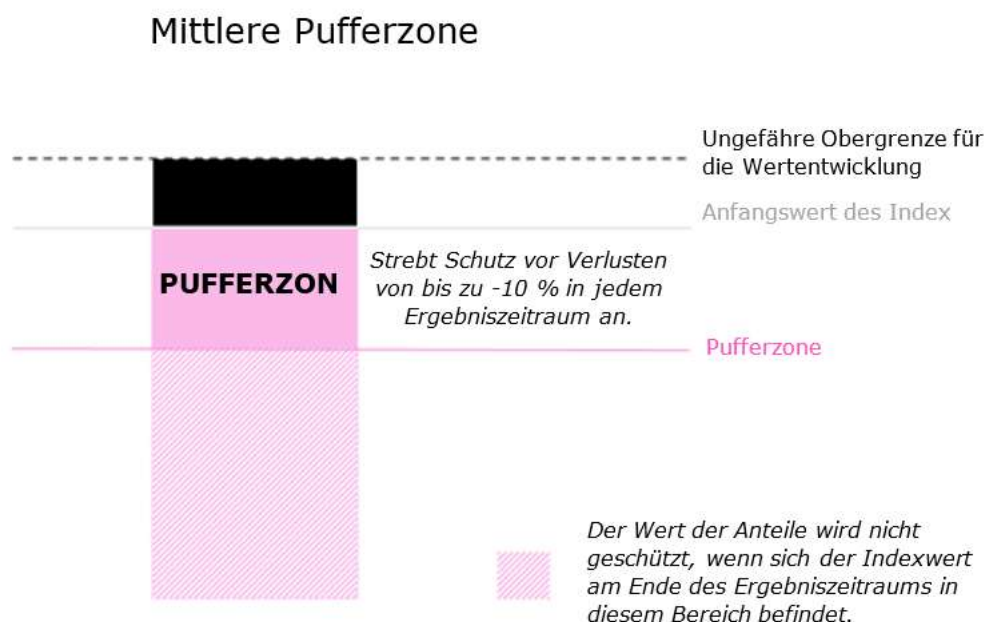 Mittlere Pufferzone
Ungefähre Obergrenze für
die Wertentwicklung
Anfangswert des Index
PUFFERZON
Strebt Schutz vor Verlusten
von bis zu -10 % in jedem
Ergebniszeitraum an.
Pufferzone
Der Wert der Anteile wird nicht
geschützt, wenn sich der Indexwert
am Ende des Ergebniszeitraums in
diesem Bereich befindet.